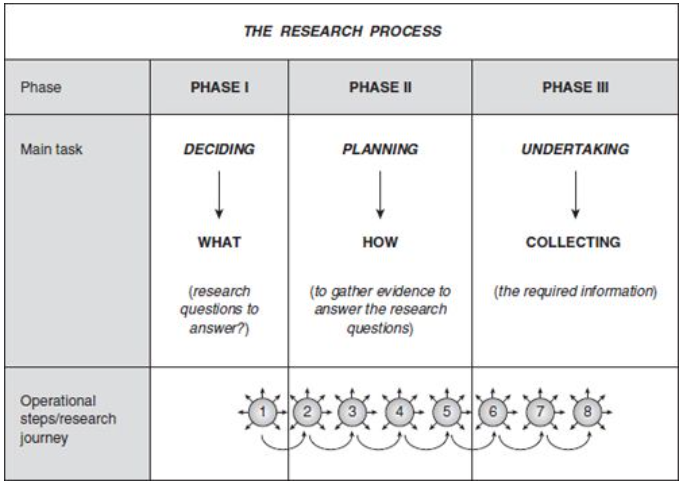 THE RESEARCH PROCESS
Phase
PHASE I
PHASE II
PHASE III
Main task
DECIDING
PLANNING
UNDERTAKING
WHAT
HOW
COLLECTING
(research
questions to
answer?)
(to gather evidence to
answer the research
questions)
(the required information)
Operational
steps/research
journey
1 2 3 4 5 6 7 8